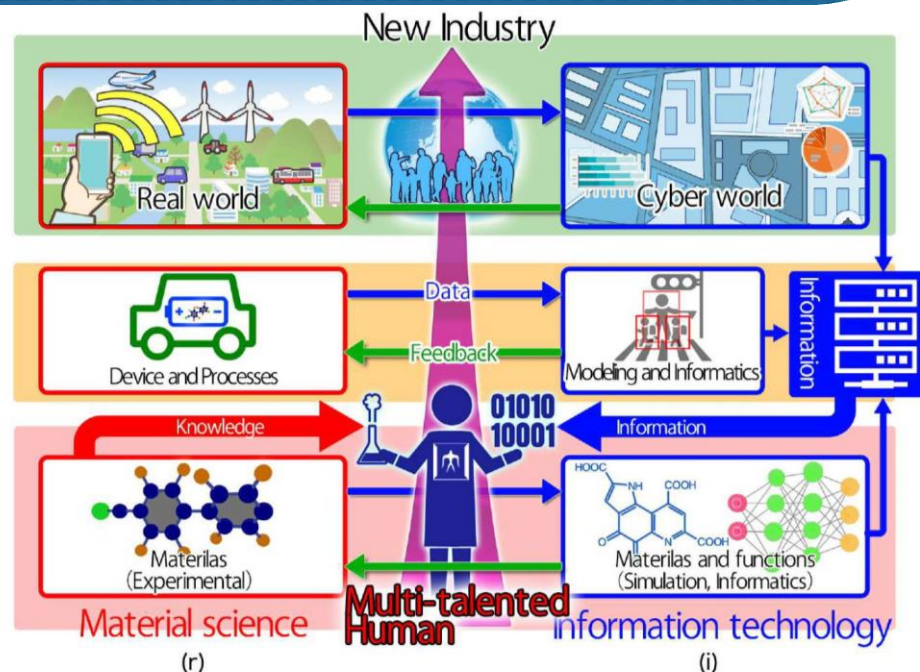 New Industry
Real world
Cyber world
Data
Feedback
Device and Processes
Modeling and Informatics
Information
Knowledge
01010
10001
Information
HOOC
NH
COOH
COOH
O
O
N
Materilas
(Experimental)
Materilas and functions
(Simulation, Informatics)
Material science
Multi-talented
Human
Information technology
(r)
(i)